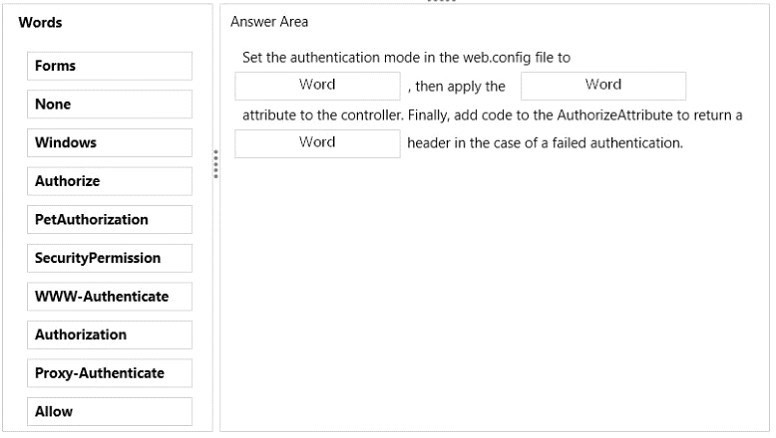 Words
Forms
None
Windows
Authorize
PetAuthorization
SecurityPermission
WWW-Authenticate
Authorization
Proxy-Authenticate
Allow
Answer Area
Set the authentication mode in the web.config file to
Word , then apply the Word
attribute to the controller. Finally, add code to the AuthorizeAttribute to return a
Word header in the case of a failed authentication.